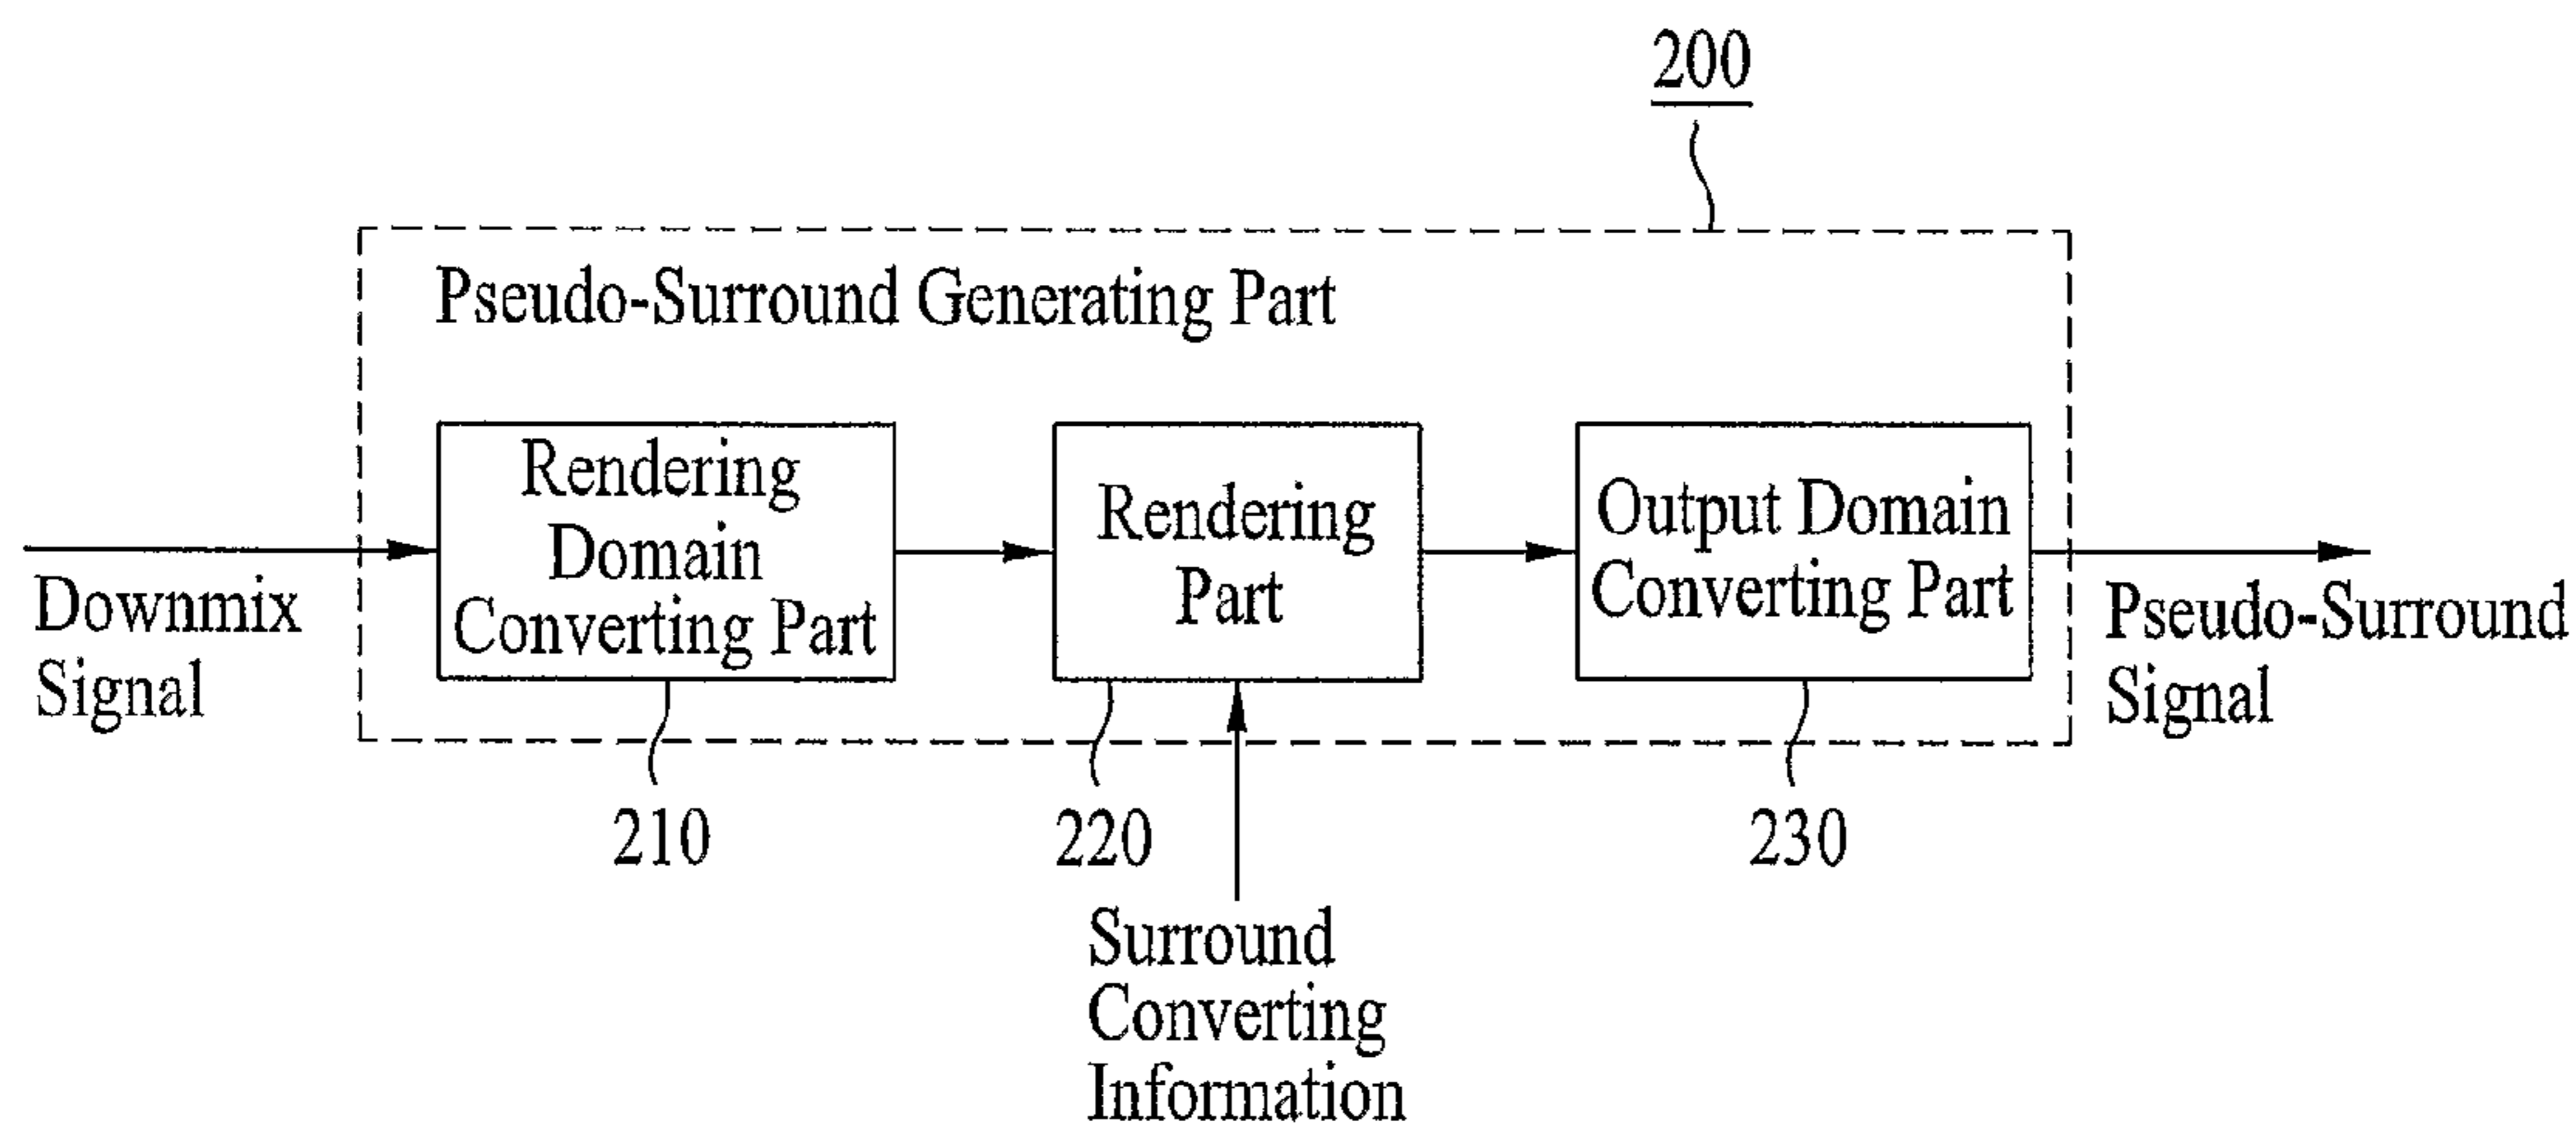 200
Pseudo-Surround Generating Part
Rendering
Domain
Converting Part
Rendering
Part
Output Domain
Converting Part
Downmix
Signal
Pseudo-Surround
Signal
210
220
230
Surround
Converting
Information